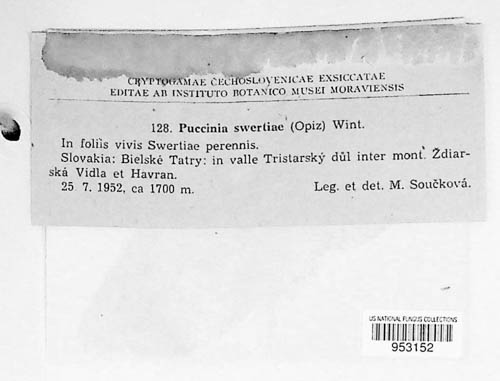 CRYPTOGAMAE ČECHOSLOVENICAE EXSICCATAE
EDITAE AB INSTITUTO BOTANICO MUSEI MORAVIENSIS
128. Puccinia swertiae (Opiz) Wint.
In foliis vivis Swertiae perennis.
Slovakia: Bielské Tatry: in valle Tristarský důl inter mont. Ždiar-
ská Vidla et Havran.
25 7. 1952, ca 1700 m. Leg. et det. M. Součková.
US NATIONAL FUNGUS COLLECTIONS
953152